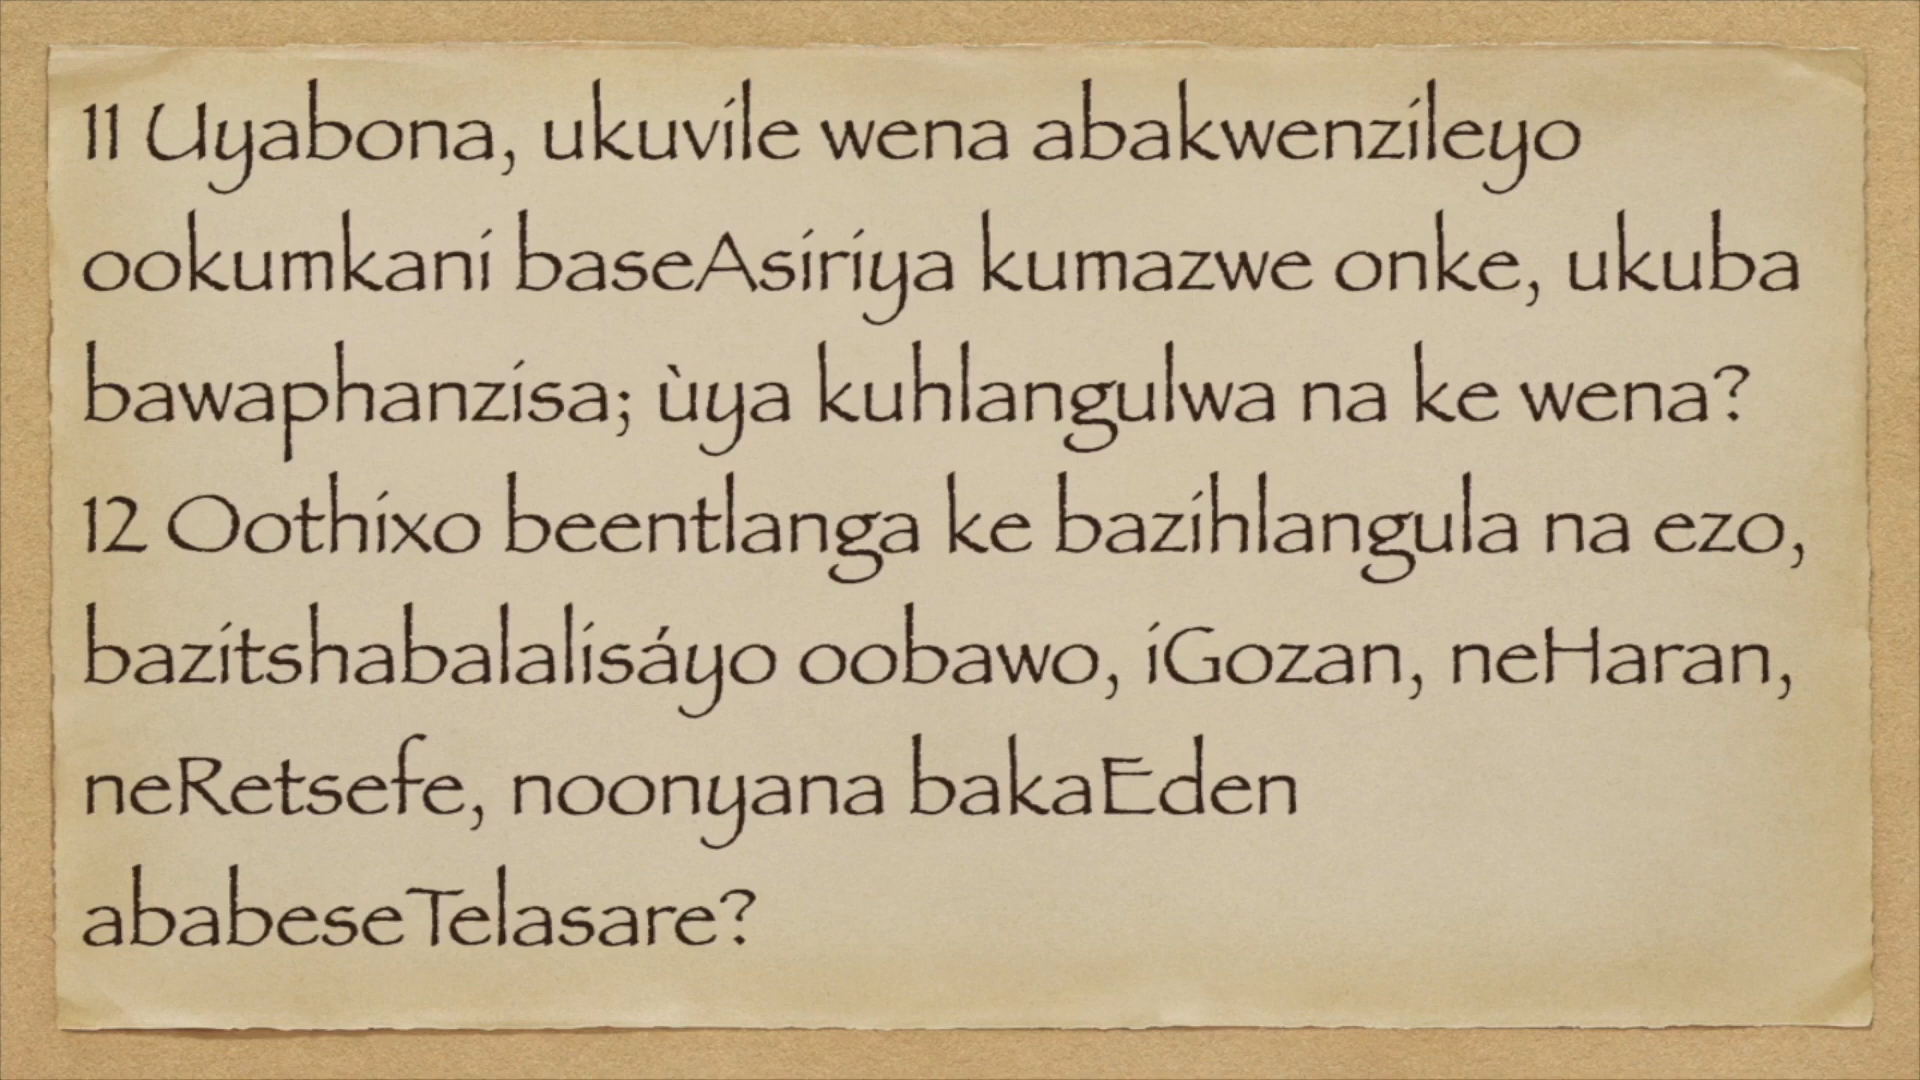 11 Uyabona, ukuvile wena abakwenzileyo
ookumkani baseAsiriya kumazwe onke, ukuba
bawaphanzisa; ùya kuhlangulwa na ke wena?
12 Oothixo beentlanga ke bazihlangula na ezo,
bazitshabalalisáyo oobawo, iGozan, neHaran,
neRetsefe, noonyana bakaEden
ababeseTelasare?